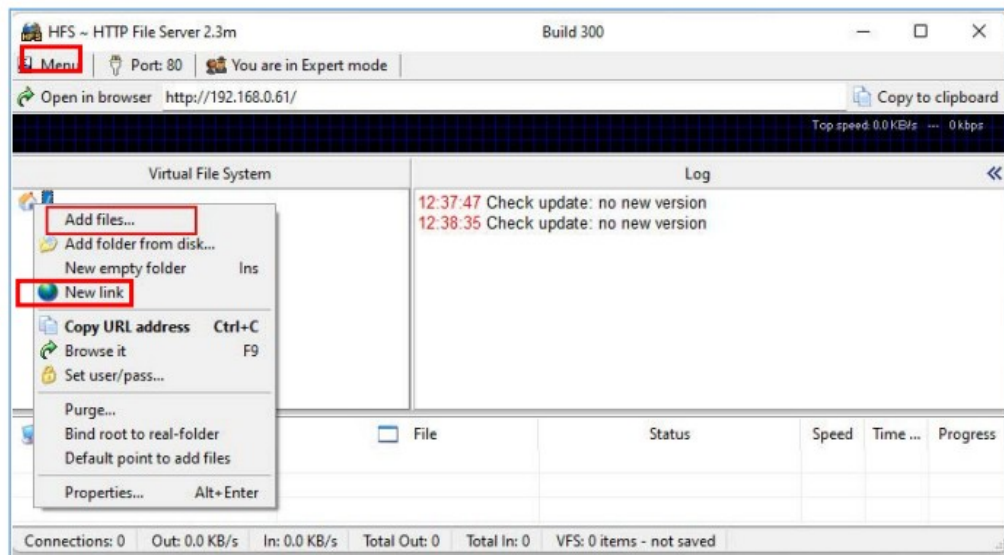 HFS ~ HTTP File Server 2.3m Build 300
Menu Port: 80 You are in Expert mode
Open in browser http://192.168.0.61/ Copy to clipboard
Top speed: 0.0 KB/s --- 0 kbps
Virtual File System Log
12:37:47 Check update: no new version
12:38:35 Check update: no new version
Add files...
Add folder from disk...
New empty folder Ins
New link
Copy URL address Ctrl+C
Browse it F9
Set user/pass...
Purge...
Bind root to real-folder
Default point to add files
Properties... Alt+Enter
File Status Speed Time ... Progress
Connections: 0 Out: 0.0 KB/s In: 0.0 KB/s Total Out: 0 Total In: 0 VFS: 0 items - not saved